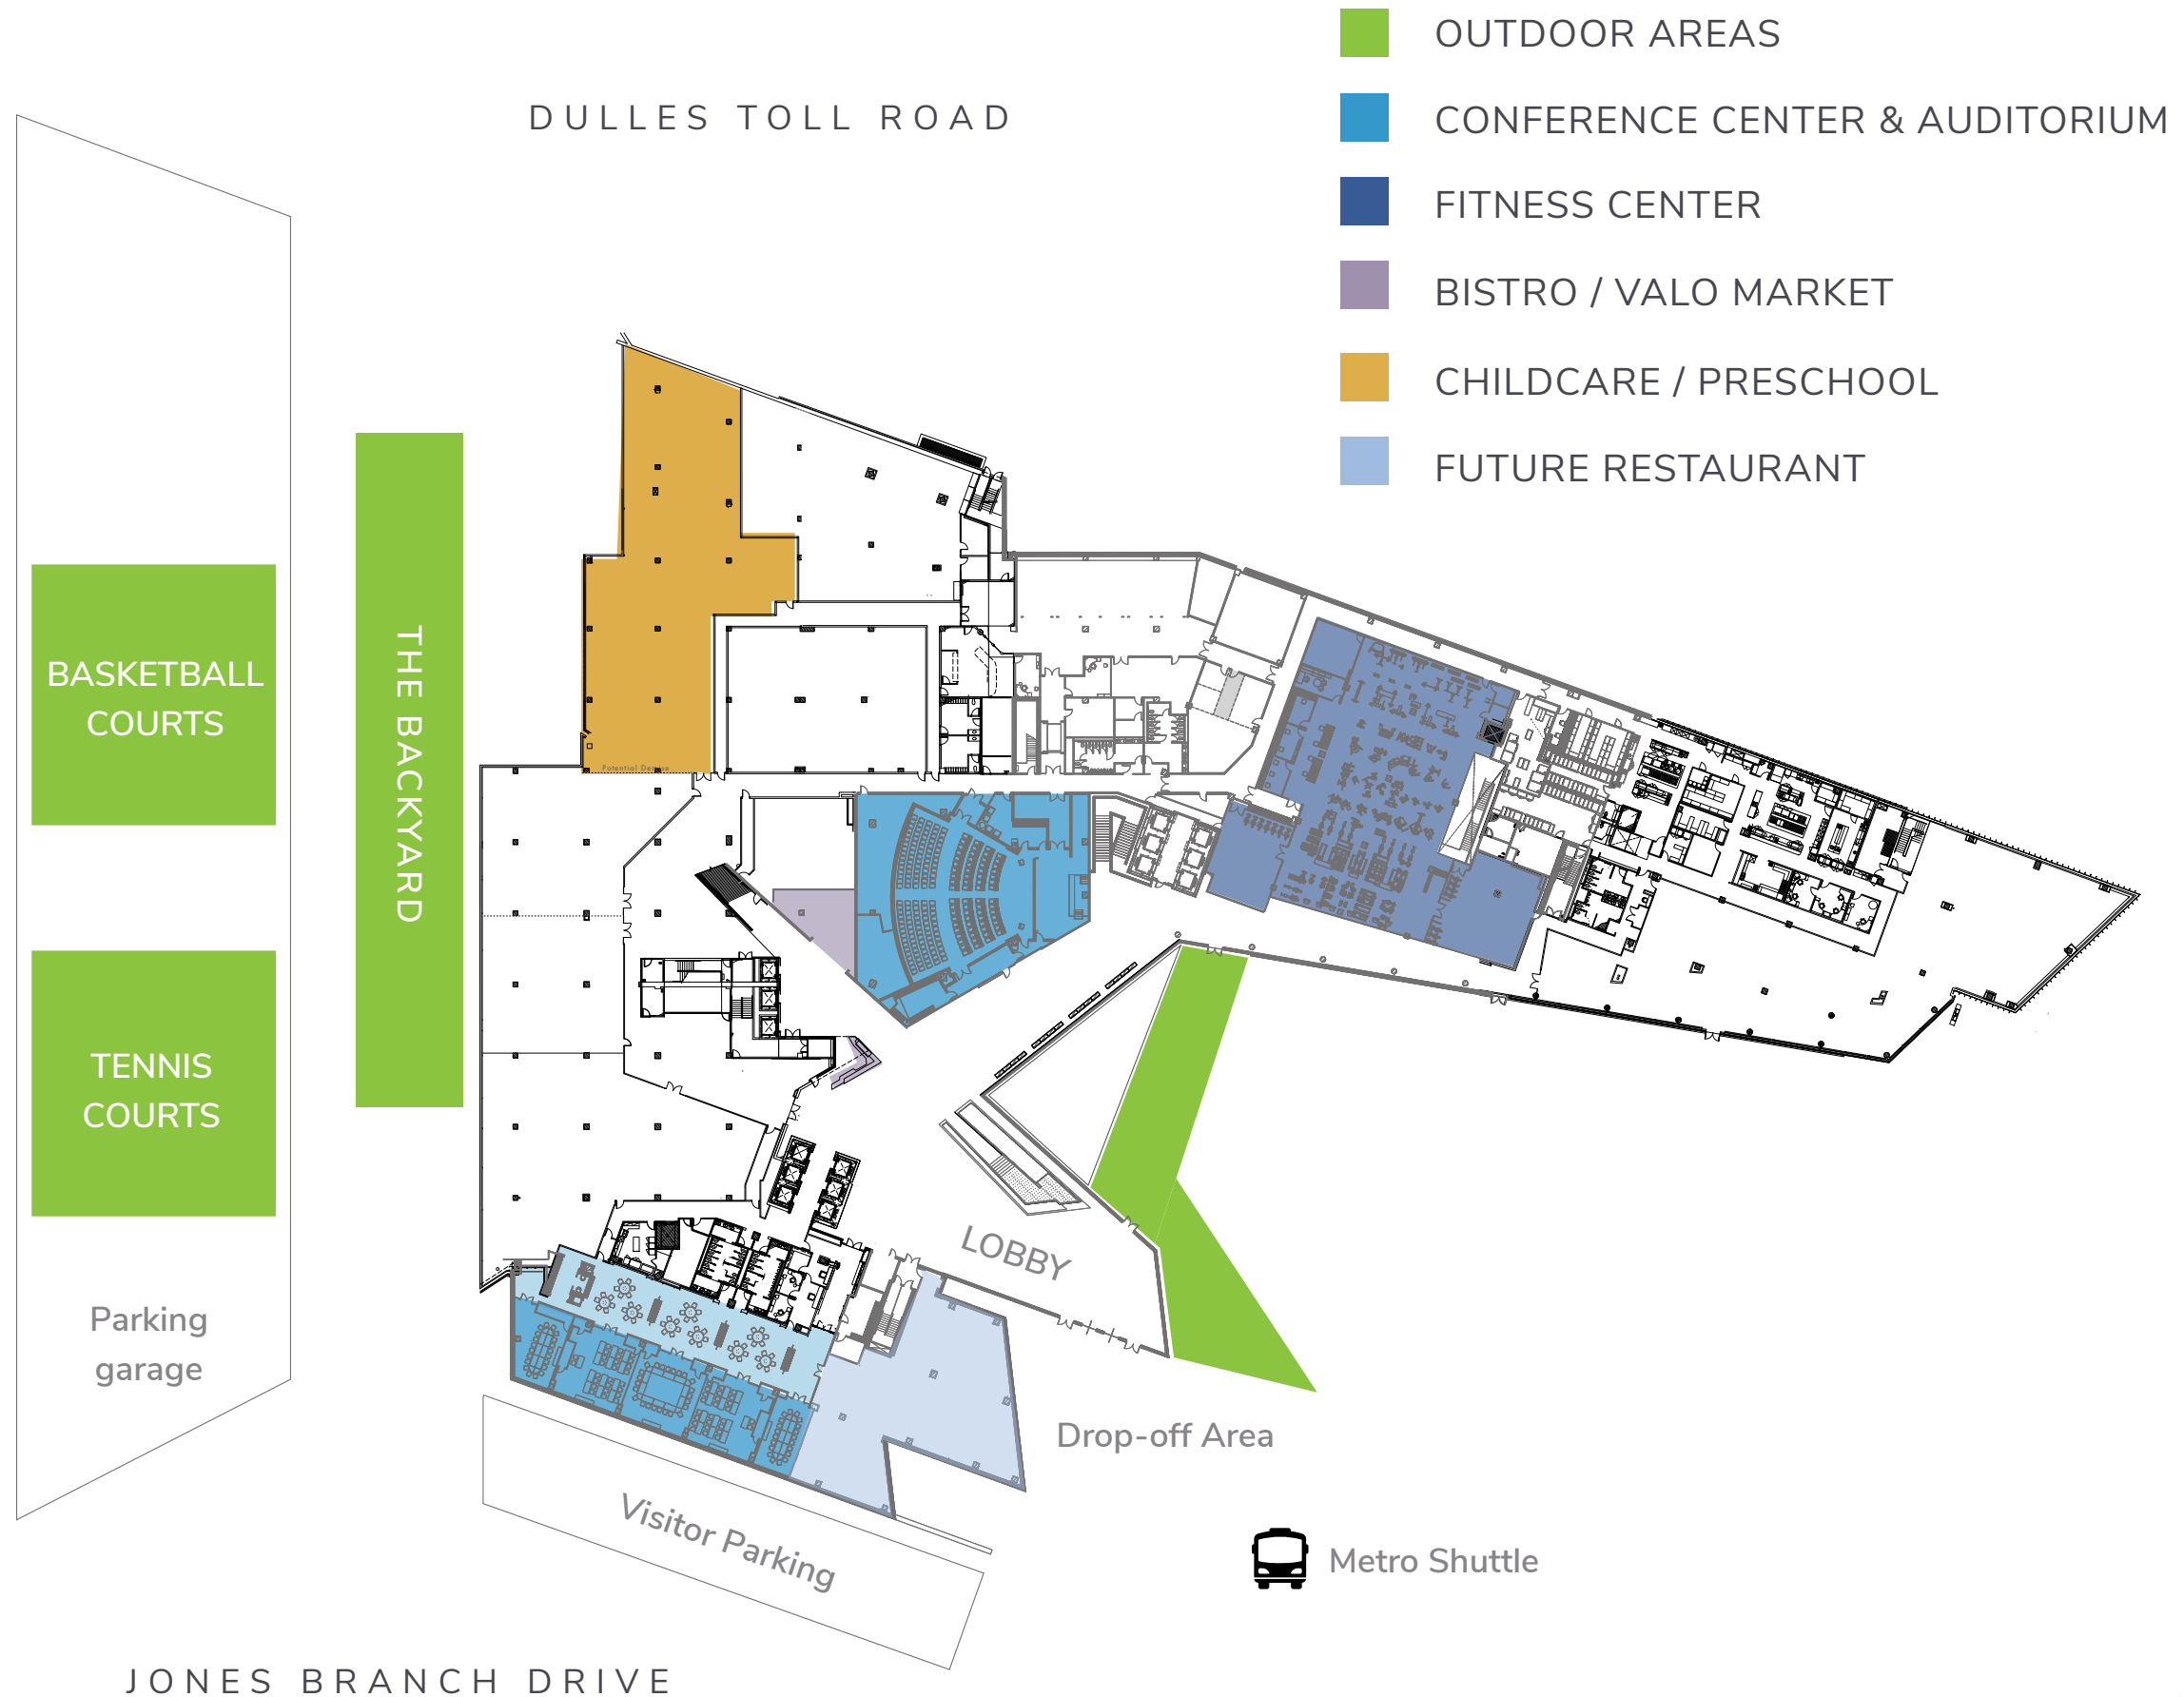 OUTDOOR AREAS
DULLES TOLL ROAD
CONFERENCE CENTER & AUDITORIUM
FITNESS CENTER
BISTRO / VALO MARKET
CHILDCARE / PRESCHOOL
FUTURE RESTAURANT
BASKETBALL
COURTS
THE BACKYARD
TENNIS
COURTS
LOBBY
Parking
garage
Drop-off Area
Visitor Parking
Metro Shuttle
JONES BRANCH DRIVE